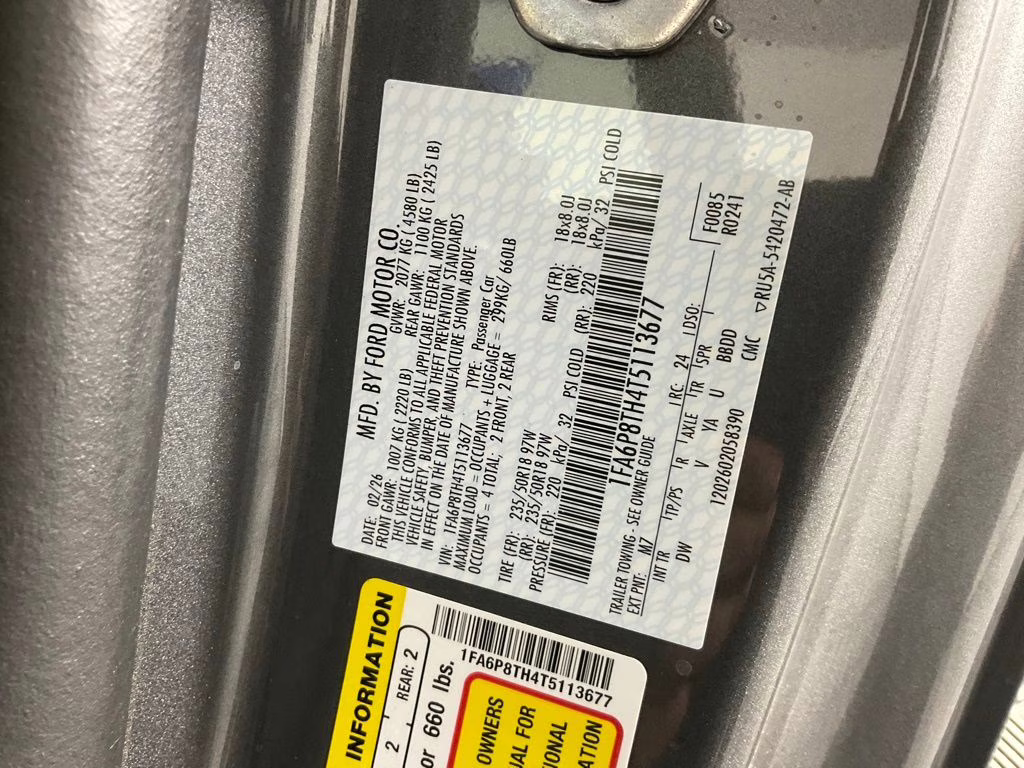 MFD. BY FORD MOTOR CO.
DATE: 02/26 GVWR: 2077 KG ( 4580 LB)
FRONT GAWR: 1007 KG (2220 LB) REAR GAWR: 1100 KG ( 2425 LB)
THIS VEHICLE CONFORMS TO ALL APPLICABLE FEDERAL MOTOR
VEHICLE SAFETY, BUMPER, AND THEFT PREVENTION STANDARDS
IN EFFECT ON THE DATE OF MANUFACTURE SHOWN ABOVE.
VIN: 1FA6P8TH4T5113677 TYPE: Passenger Car
MAXIMUM LOAD = OCCUPANTS + LUGGAGE = 299KG/ 660LB
OCCUPANTS = 4 TOTAL; 2 FRONT, 2 REAR
TIRE (FR): 235/50R18 97W RIMS (FR): 18x8.0J
(RR): 235/50R18 97W (RR): 18x8.0J
PRESSURE (FR): 220 kPa/ 32 PSI COLD (RR): 220 kPa/ 32 PSI COLD
1FA6P8TH4T5113677
TRAILER TOWING - SEE OWNER GUIDE
EXT PNT: M7 RC: 24 DSO: F0085
R0241
INT TR TP/PS R AXLE TR SPR
DW V YA U BBDD
CMC
1202602058390
RU5A-5420472-AB
INFORMATION
2 REAR: 2
or 660 lbs.
1FA6P8TH4T5113677
OWNERS
UAL FOR
IONAL
ATION